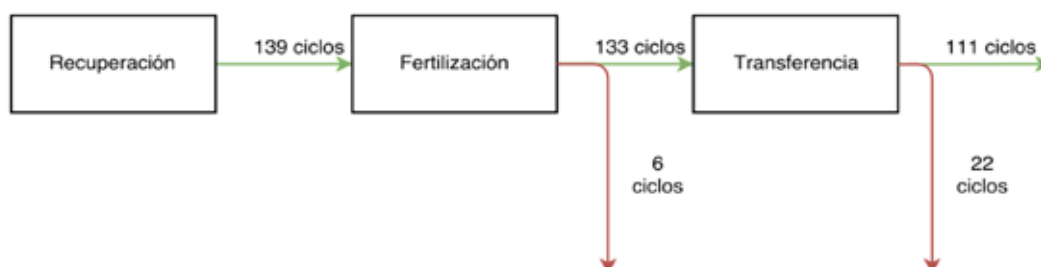 139 ciclos
133 ciclos
111 ciclos
Recuperación
Fertilización
Transferencia
6
ciclos
22
ciclos